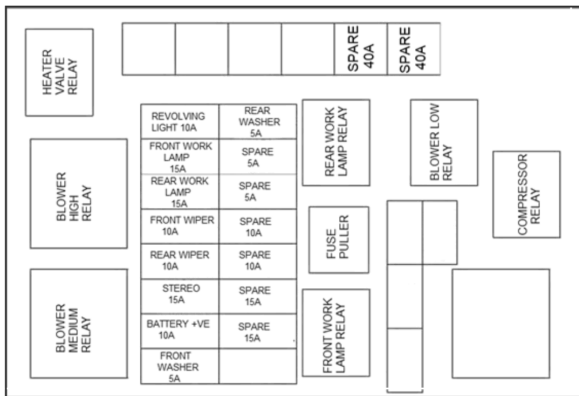 HEATER
VALVE
RELAY
SPARE
40A
SPARE
40A
REVOLVING
LIGHT 10A
REAR
WASHER
5A
FRONT WORK
LAMP
15A
SPARE
5A
REAR WORK
LAMP
15A
SPARE
5A
FRONT WIPER
10A
SPARE
10A
REAR WIPER
10A
SPARE
10A
STEREO
15A
SPARE
15A
BATTERY +VE
10A
SPARE
15A
FRONT
WASHER
5A
BLOWER
HIGH
RELAY
BLOWER
MEDIUM
RELAY
REAR WORK
LAMP RELAY
FUSE
PULLER
FRONT WORK
LAMP RELAY
BLOWER LOW
RELAY
COMPRESSOR
RELAY